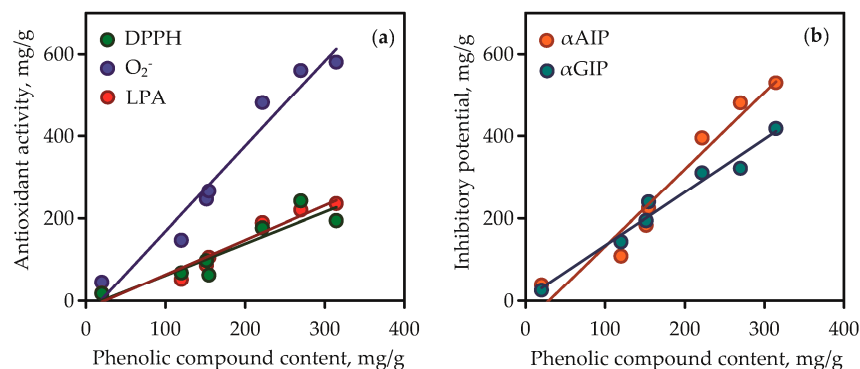 (a)
DPPH
O₂⁻
LPA
Antioxidant activity, mg/g
600
400
200
0
0 100 200 300 400
Phenolic compound content, mg/g
(b)
αAIP
αGIP
Inhibitory potential, mg/g
600
400
200
0
0 100 200 300 400
Phenolic compound content, mg/g